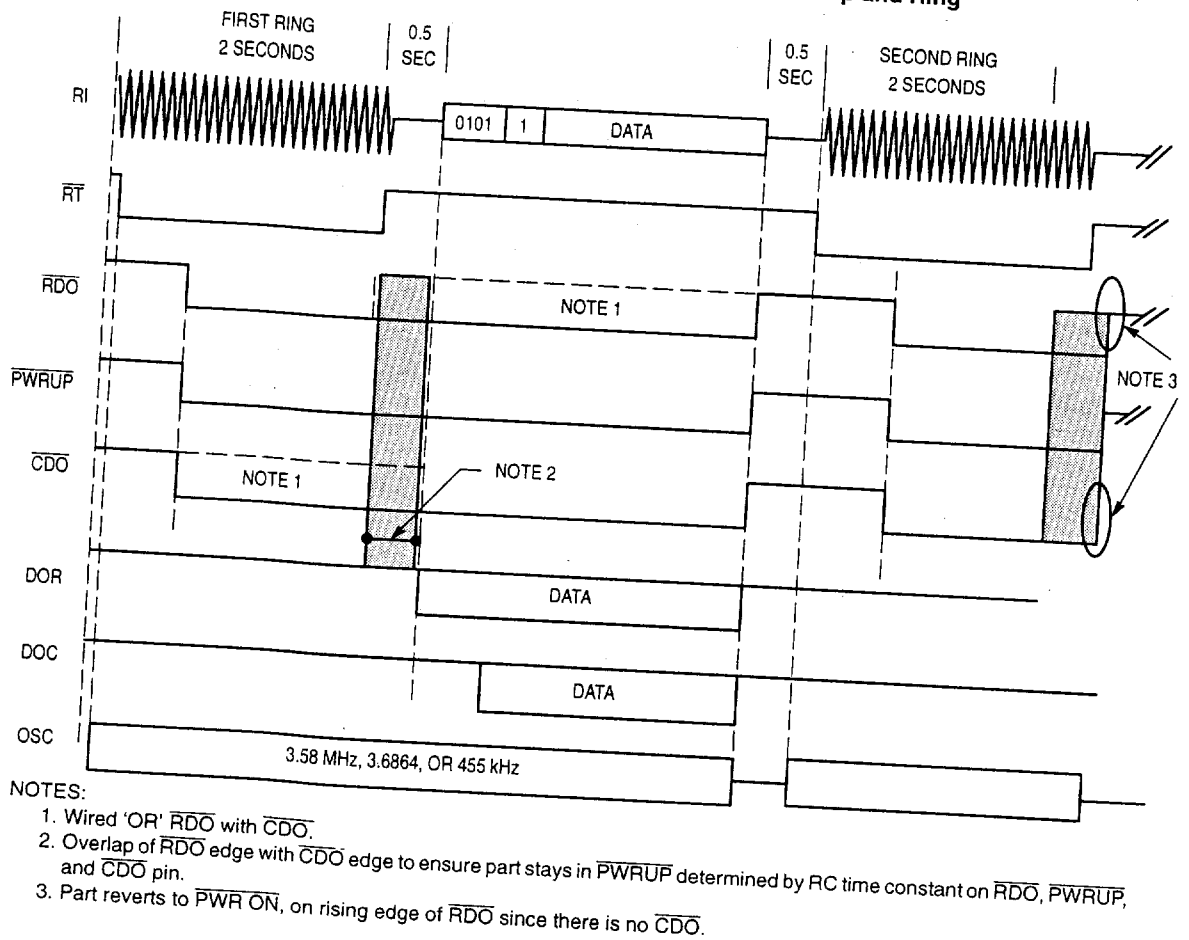 p and Ring
FIRST RING
2 SECONDS
0.5
SEC
0.5
SEC
SECOND RING
2 SECONDS
RI
0101
1
DATA
RT
RDO
NOTE 1
PWRUP
NOTE 3
CDO
NOTE 1
NOTE 2
DOR
DATA
DOC
DATA
OSC
3.58 MHz, 3.6864, OR 455 kHz
NOTES:
1. Wired 'OR' RDO with CDO.
2. Overlap of RDO edge with CDO edge to ensure part stays in PWRUP determined by RC time constant on RDO, PWRUP,
and CDO pin.
3. Part reverts to PWR ON, on rising edge of RDO since there is no CDO.